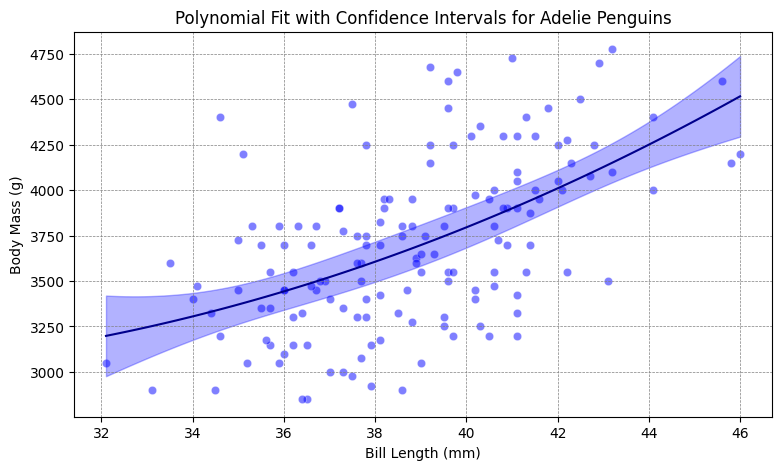 Polynomial Fit with Confidence Intervals for Adelie Penguins
Body Mass (g)
4750
4500
4250
4000
3750
3500
3250
3000
32 34 36 38 40 42 44 46
Bill Length (mm)